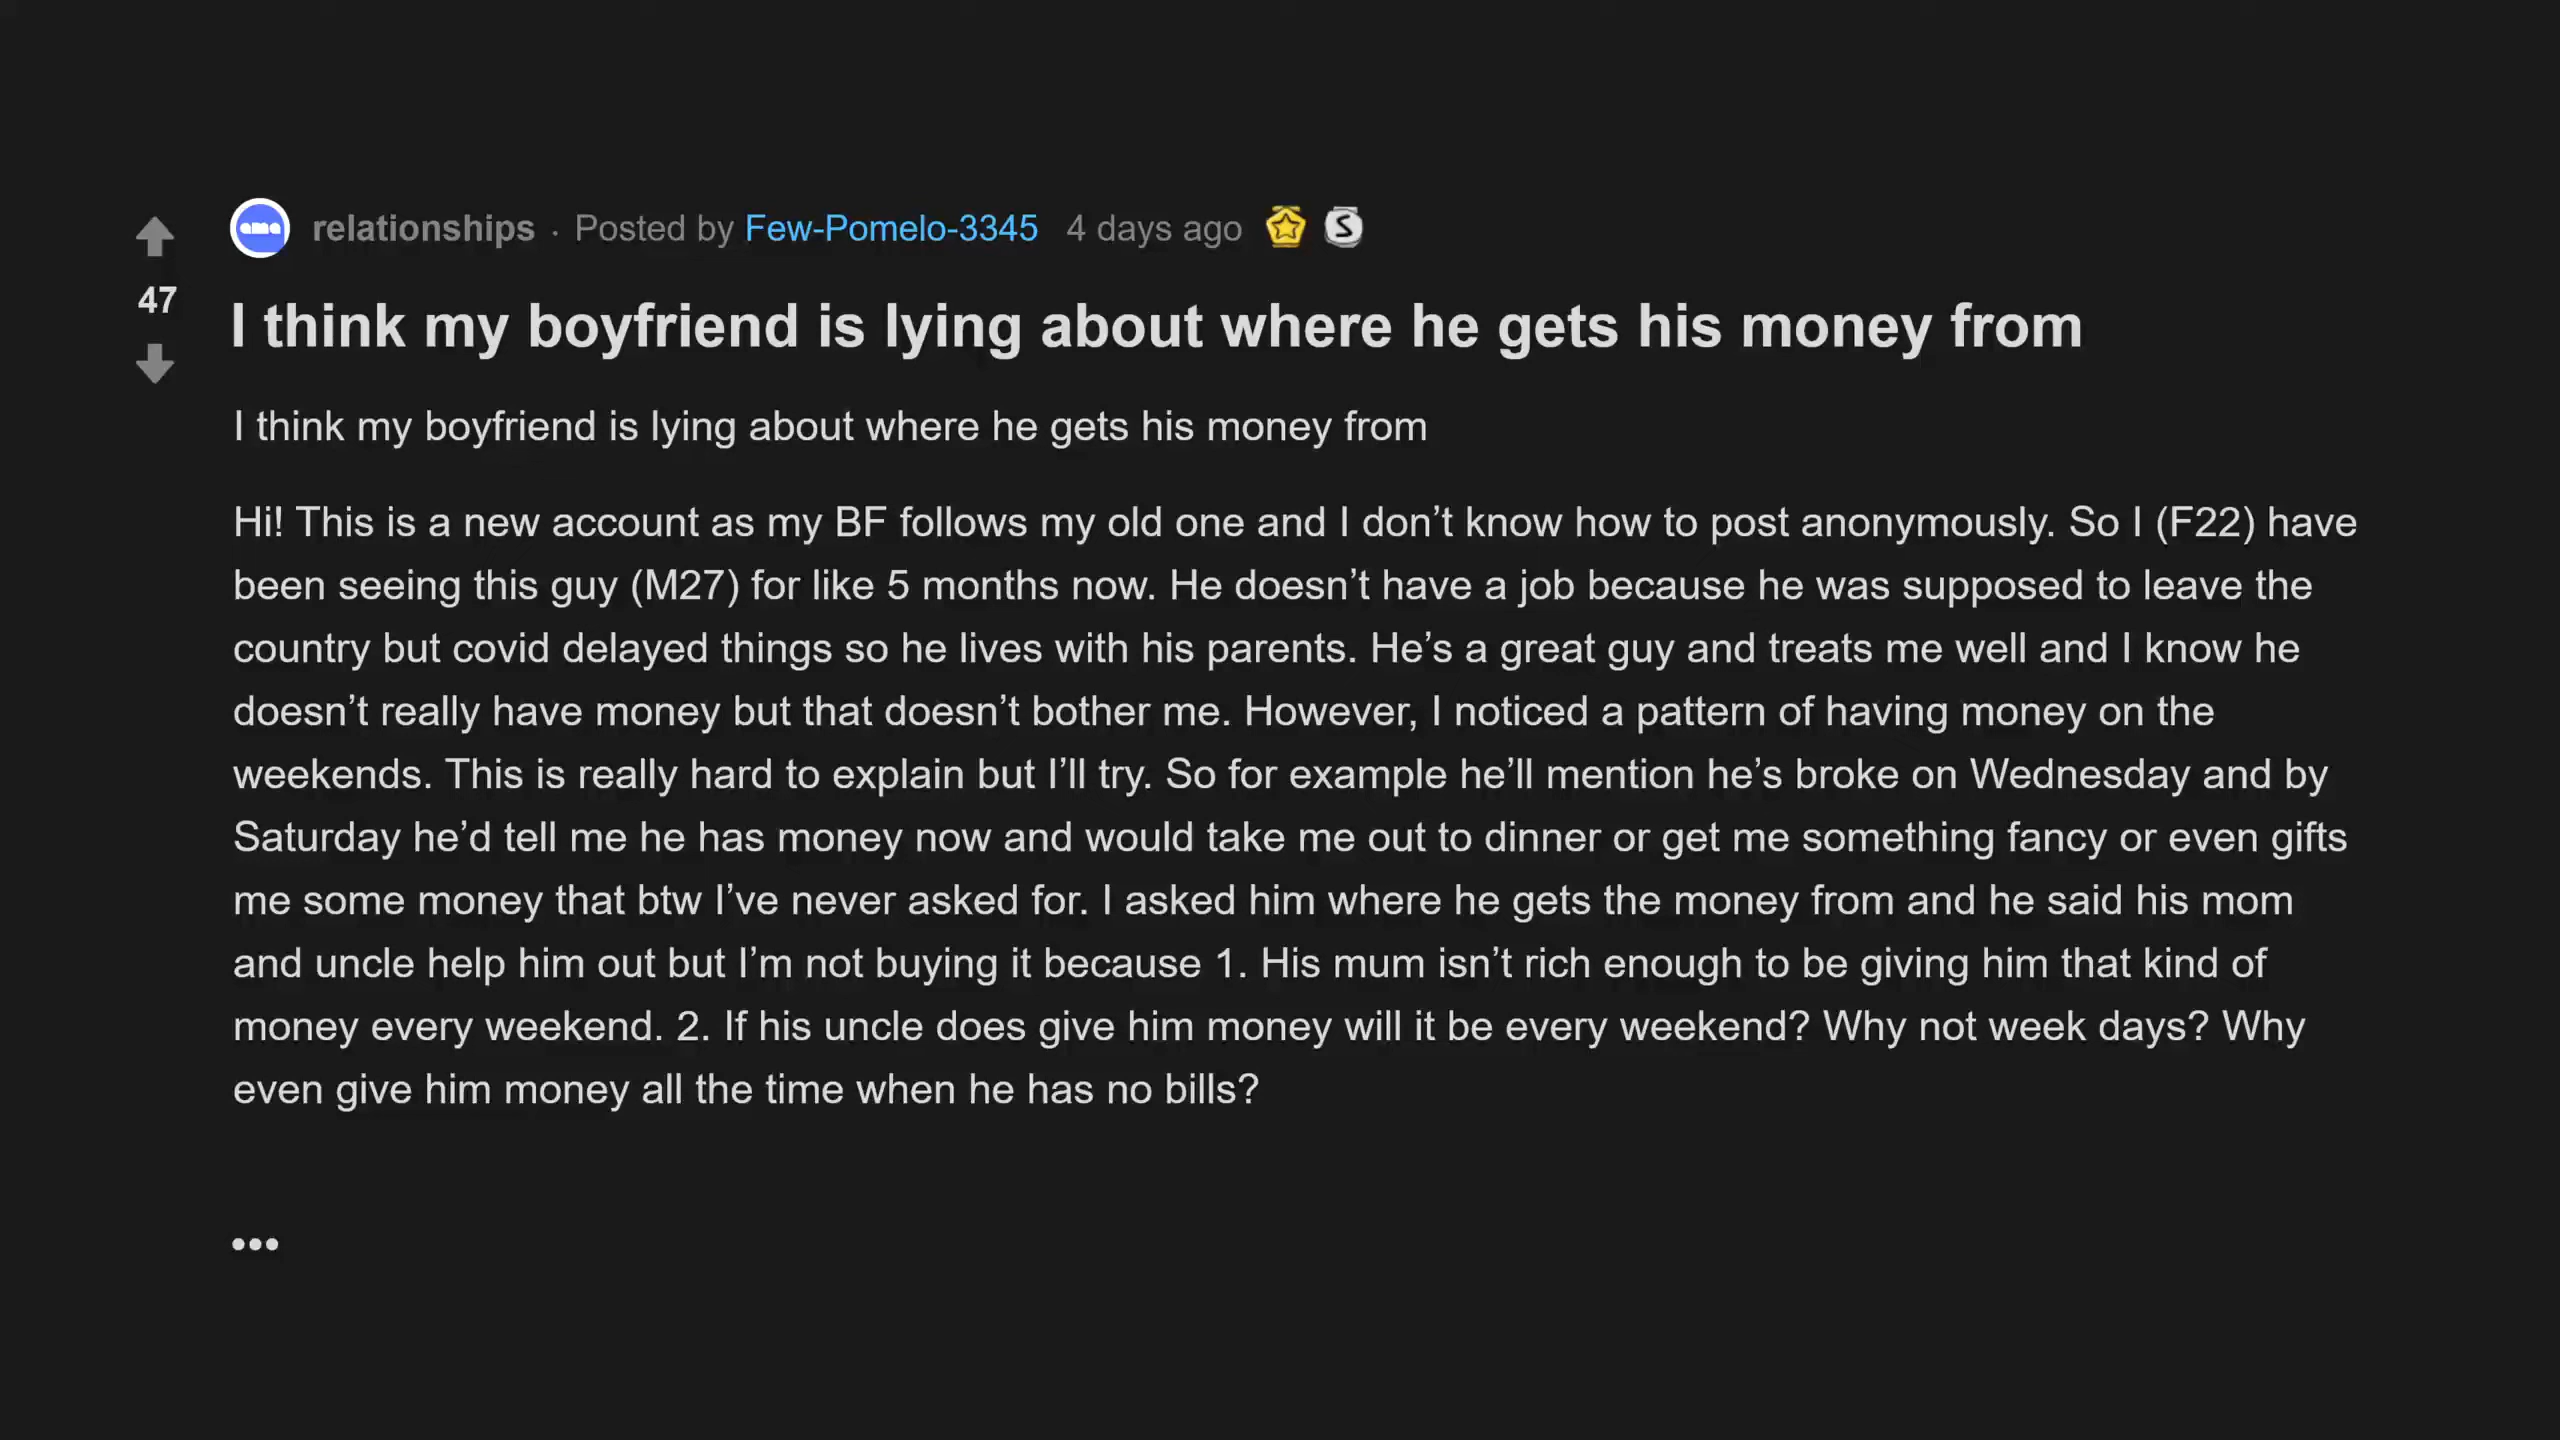 relationships · Posted by Few-Pomelo-3345 4 days ago
47
I think my boyfriend is lying about where he gets his money from
I think my boyfriend is lying about where he gets his money from
Hi! This is a new account as my BF follows my old one and I don’t know how to post anonymously. So I (F22) have
been seeing this guy (M27) for like 5 months now. He doesn’t have a job because he was supposed to leave the
country but covid delayed things so he lives with his parents. He’s a great guy and treats me well and I know he
doesn’t really have money but that doesn’t bother me. However, I noticed a pattern of having money on the
weekends. This is really hard to explain but I’ll try. So for example he’ll mention he’s broke on Wednesday and by
Saturday he’d tell me he has money now and would take me out to dinner or get me something fancy or even gifts
me some money that btw I’ve never asked for. I asked him where he gets the money from and he said his mom
and uncle help him out but I’m not buying it because 1. His mum isn’t rich enough to be giving him that kind of
money every weekend. 2. If his uncle does give him money will it be every weekend? Why not week days? Why
even give him money all the time when he has no bills?
•••